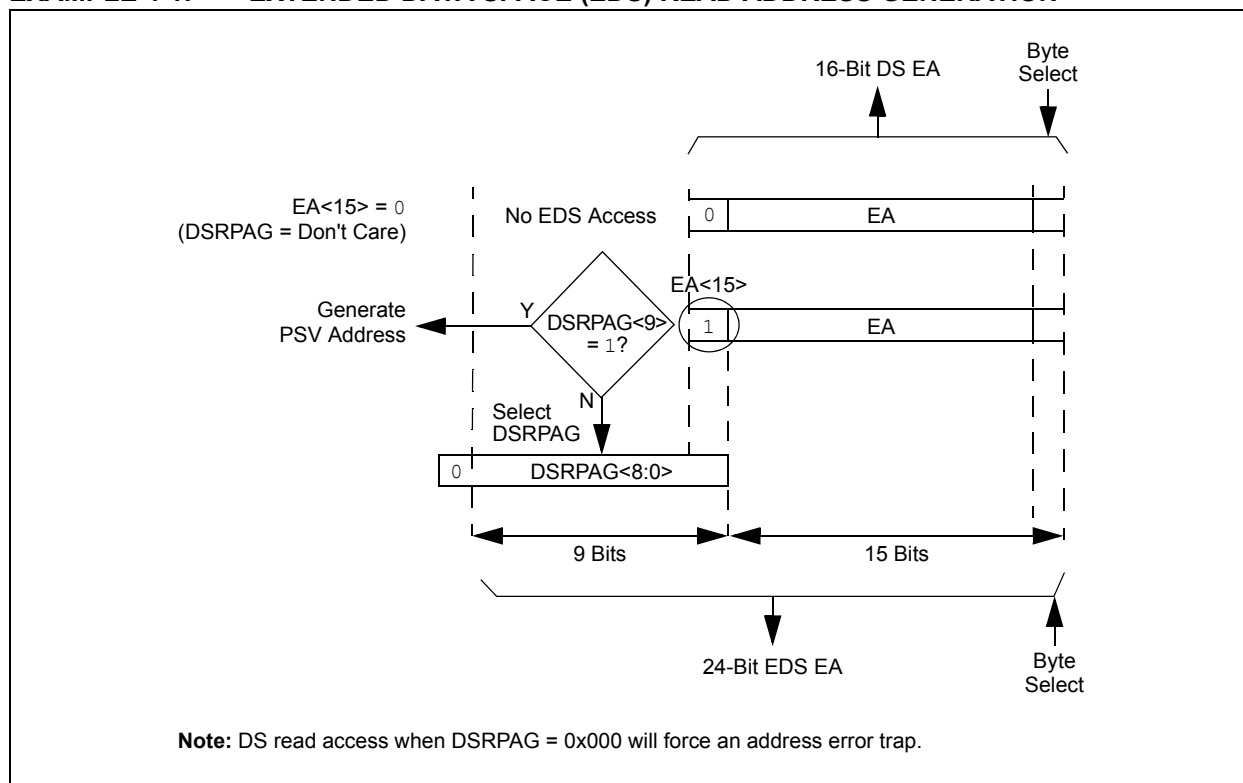 16-Bit DS EA
Byte
Select
EA<15> = 0
(DSRPAG = Don't Care)
No EDS Access
0
EA
EA<15>
Generate
PSV Address
Y
DSRPAG<9>
= 1?
1
EA
N
Select
DSRPAG
0
DSRPAG<8:0>
9 Bits
15 Bits
24-Bit EDS EA
Byte
Select
Note: DS read access when DSRPAG = 0x000 will force an address error trap.